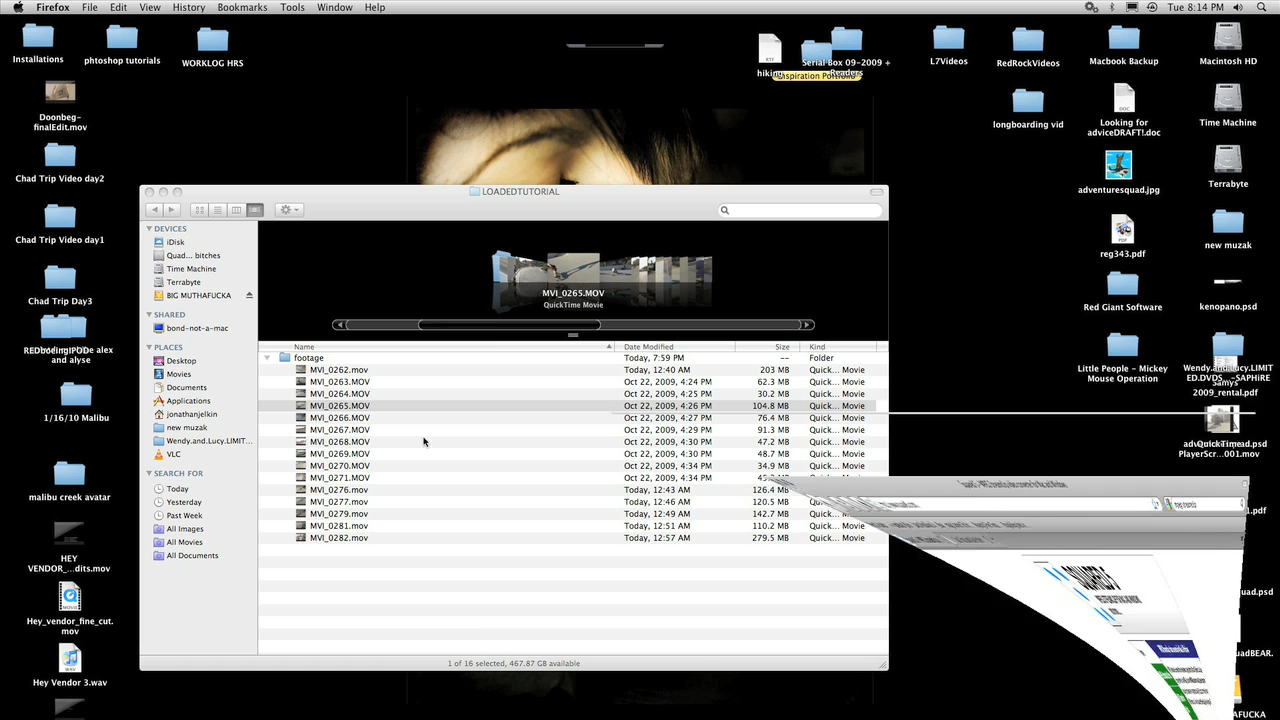 Firefox File Edit View History Bookmarks Tools Window Help
Tue 8:14 PM
Installations
phtoshop tutorials
WORKLOG HRS
hiking
Serial Box 09-2009 +
Readers
L7Videos
RedRockVideos
Macbook Backup
Macintosh HD
Doonbeg-
finalEdit.mov
longboarding vid
Looking for
adviceDRAFT!.doc
Time Machine
Chad Trip Video day2
adventuresquad.jpg
Terrabyte
Chad Trip Video day1
reg343.pdf
new muzak
Chad Trip Day3
Red Giant Software
kenopano.psd
and alyse
Little People - Mickey
Mouse Operation
Wendy.and.Lucy.LIMIT
ED.DVDS_-SAPHiRE
2009_rental.pdf
1/16/10 Malibu
malibu creek avatar
HEY
VENDOR_...dits.mov
Hey_vendor_fine_cut.
mov
Hey Vendor 3.wav
LOADEDTUTORIAL
DEVICES
iDisk
Quad... bitches
Time Machine
Terrabyte
BIG MUTHAFUCKA
SHARED
bond-not-a-mac
PLACES
Desktop
Movies
Documents
Applications
jonathanjelkin
new muzak
Wendy.and.Lucy.LIMIT...
VLC
SEARCH FOR
Today
Yesterday
Past Week
All Images
All Movies
All Documents
MVI_0265.MOV
QuickTime Movie
Name Date Modified Size Kind
footage Today, 7:59 PM -- Folder
MVI_0262.mov Today, 12:40 AM 203 MB Quick... Movie
MVI_0263.MOV Oct 22, 2009, 4:24 PM 62.3 MB Quick... Movie
MVI_0264.MOV Oct 22, 2009, 4:25 PM 30.2 MB Quick... Movie
MVI_0265.MOV Oct 22, 2009, 4:26 PM 104.8 MB Quick... Movie
MVI_0266.MOV Oct 22, 2009, 4:27 PM 76.4 MB Quick... Movie
MVI_0267.MOV Oct 22, 2009, 4:29 PM 91.3 MB Quick... Movie
MVI_0268.MOV Oct 22, 2009, 4:30 PM 47.2 MB Quick... Movie
MVI_0269.MOV Oct 22, 2009, 4:30 PM 48.7 MB Quick... Movie
MVI_0270.MOV Oct 22, 2009, 4:34 PM 34.9 MB Quick... Movie
MVI_0271.MOV Oct 22, 2009, 4:34 PM Quick... Movie
MVI_0276.mov Today, 12:43 AM 126.4 MB Quick... Movie
MVI_0277.mov Today, 12:46 AM 120.5 MB Quick... Movie
MVI_0279.mov Today, 12:49 AM 142.7 MB Quick... Movie
MVI_0281.mov Today, 12:51 AM 110.2 MB Quick... Movie
MVI_0282.mov Today, 12:57 AM 279.5 MB Quick... Movie
1 of 16 selected, 467.87 GB available